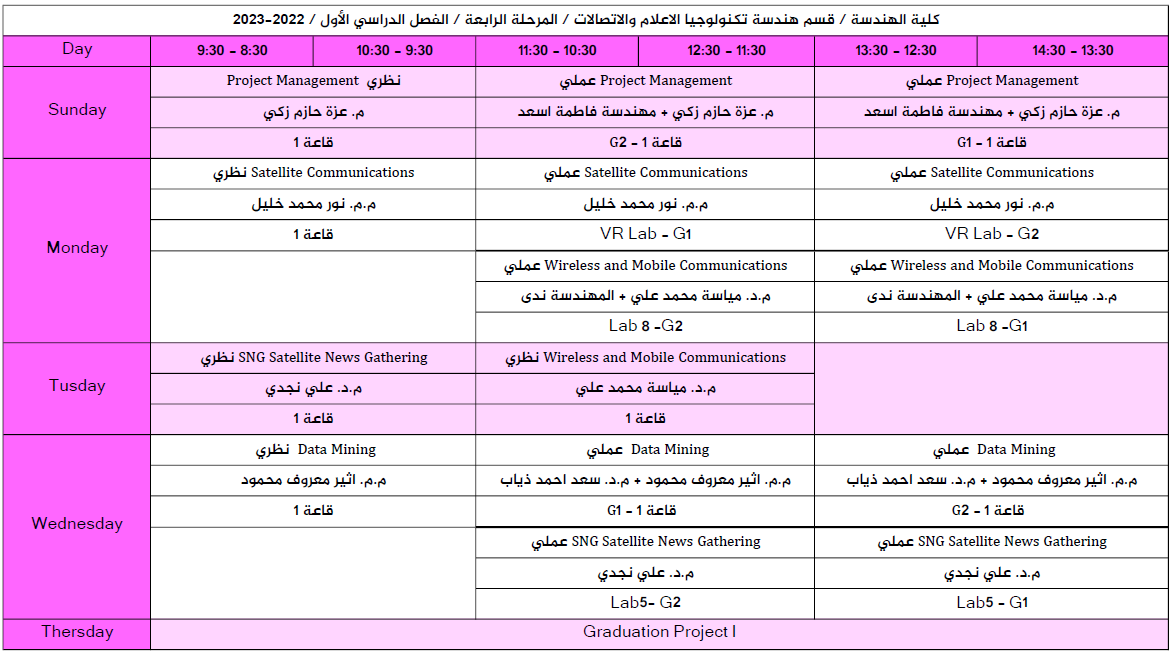 كلية الهندسة / قسم هندسة تكنولوجيا الاعلام والاتصالات / المرحلة الرابعة / الفصل الدراسي الأول / 2022-2023
Day 9:30 – 8:30 10:30 – 9:30 11:30 – 10:30 12:30 – 11:30 13:30 – 12:30 14:30 – 13:30
Sunday
Project Management نظري عملي Project Management عملي Project Management
م. عزة حازم زكي م. عزة حازم زكي + مهندسة فاطمة اسعد م. عزة حازم زكي + مهندسة فاطمة اسعد
قاعة 1 قاعة 1 – G2 قاعة 1 – G1
Monday
نظري Satellite Communications عملي Satellite Communications عملي Satellite Communications
م.م. نور محمد خليل م.م. نور محمد خليل م.م. نور محمد خليل
قاعة 1 VR Lab – G1 VR Lab – G2
عملي Wireless and Mobile Communications عملي Wireless and Mobile Communications
م.د. مياسة محمد علي + المهندسة ندى م.د. مياسة محمد علي + المهندسة ندى
Lab 8 –G2 Lab 8 –G1
Tusday
نظري SNG Satellite News Gathering نظري Wireless and Mobile Communications
م.د. علي نجدي م.د. مياسة محمد علي
قاعة 1 قاعة 1
Wednesday
نظري Data Mining عملي Data Mining عملي Data Mining
م.م. اثير معروف محمود م.م. اثير معروف محمود + م.د. سعد احمد ذياب م.م. اثير معروف محمود + م.د. سعد احمد ذياب
قاعة 1 قاعة 1 – G1 قاعة 1 – G2
عملي SNG Satellite News Gathering عملي SNG Satellite News Gathering
م.د. علي نجدي م.د. علي نجدي
Lab5– G2 Lab5 – G1
Thersday Graduation Project I